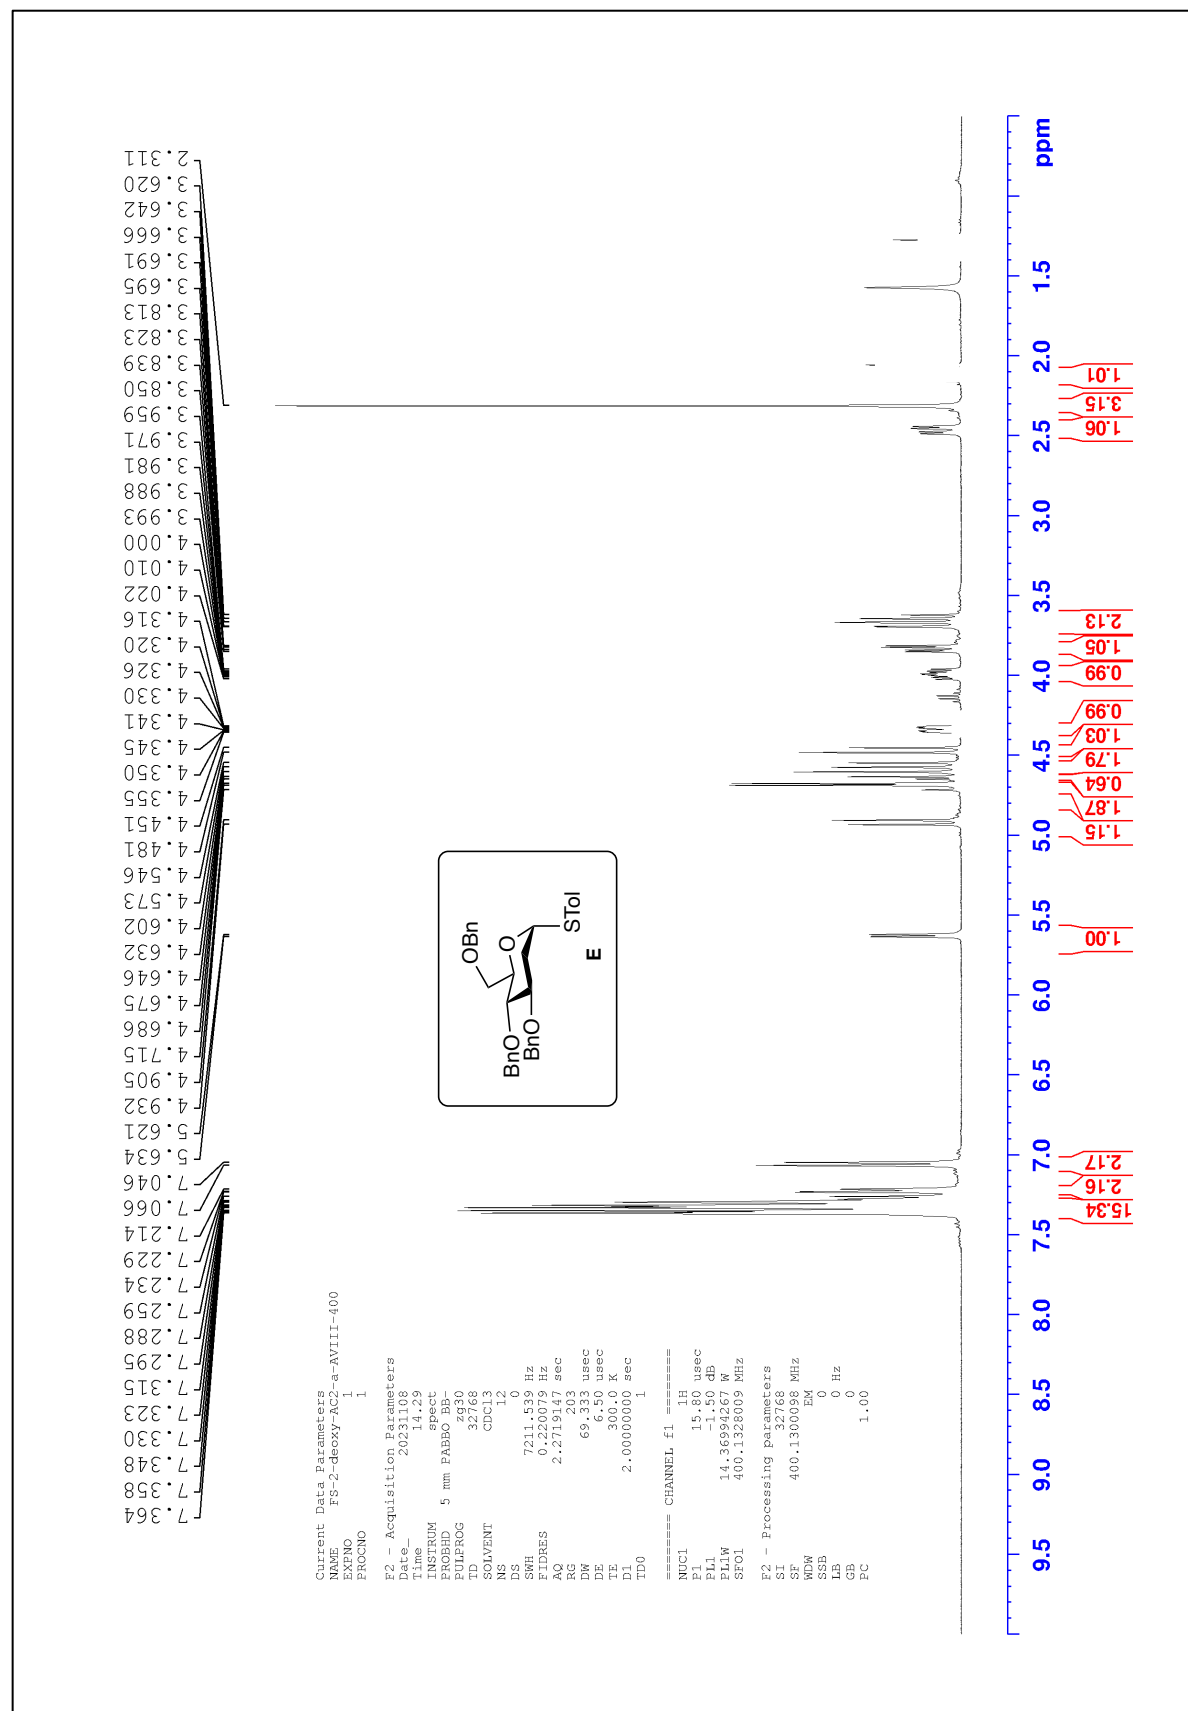 7.364
7.358
7.348
7.330
7.323
7.315
7.295
7.288
7.259
7.234
7.229
7.214
7.066
7.046
5.634
5.621
4.932
4.905
4.715
4.686
4.675
4.646
4.632
4.602
4.573
4.546
4.481
4.451
4.355
4.350
4.345
4.341
4.330
4.326
4.320
4.316
4.022
4.010
4.000
3.993
3.988
3.981
3.971
3.959
3.850
3.839
3.823
3.813
3.695
3.691
3.666
3.642
3.620
2.311
Current Data Parameters
NAME FS-2-deoxy-AC2-a-AVIII-400
EXPNO 1
PROCNO 1
F2 - Acquisition Parameters
Date_ 20231108
Time 14.29
INSTRUM spect
PROBHD 5 mm PABBO BB-
PULPROG zg30
TD 32768
SOLVENT CDCl3
NS 12
DS 0
SWH 7211.539 Hz
FIDRES 0.220079 Hz
AQ 2.2719147 sec
RG 203
DW 69.333 usec
DE 6.50 usec
TE 300.0 K
D1 2.00000000 sec
TD0 1
======== CHANNEL f1 ========
NUC1 1H
P1 15.80 usec
PL1 -1.50 dB
PL1W 14.36994267 W
SFO1 400.1328009 MHz
F2 - Processing parameters
SI 32768
SF 400.1300098 MHz
WDW EM
SSB 0
LB 0 Hz
GB 0
PC 1.00
OBn
BnO
O
BnO
STol
E
9.5 9.0 8.5 8.0 7.5 7.0 6.5 6.0 5.5 5.0 4.5 4.0 3.5 3.0 2.5 2.0 1.5 ppm
15.34
2.16
2.17
1.00
1.15
1.87
0.64
1.79
1.03
0.99
0.99
1.05
2.13
1.06
3.15
1.01